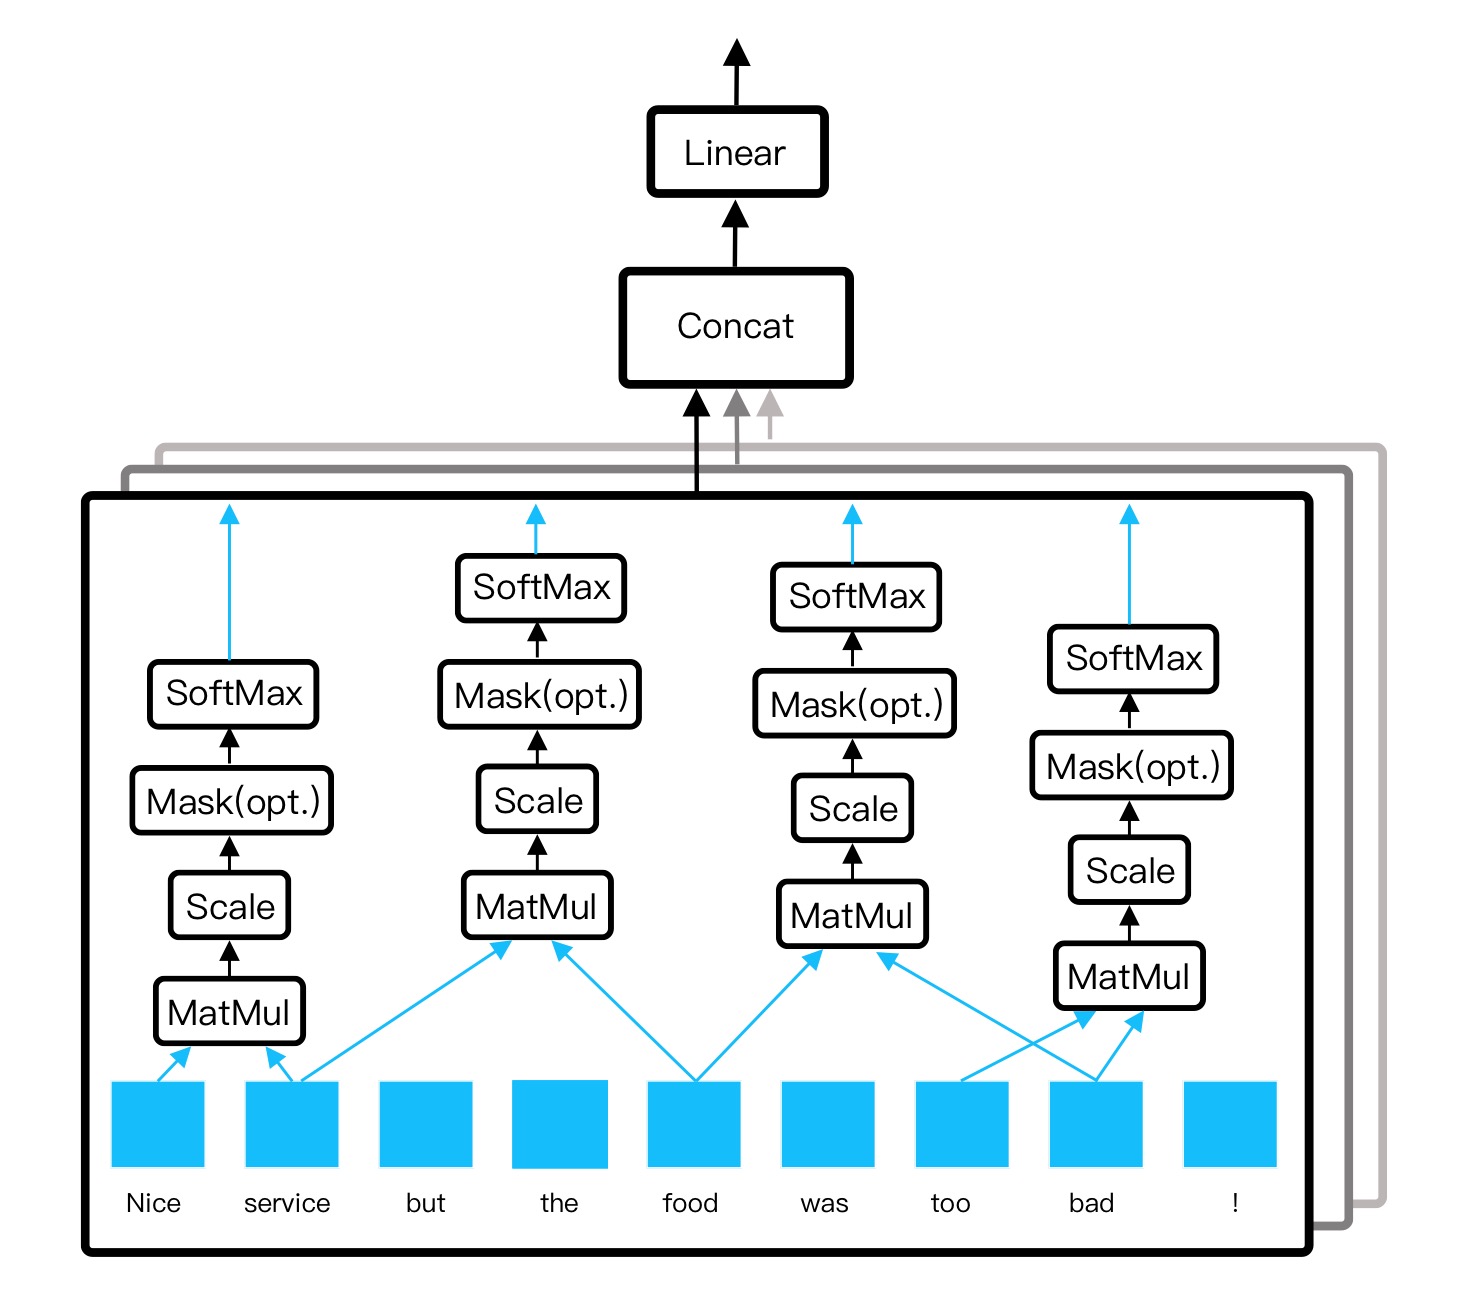 Linear
Concat
SoftMax
Mask(opt.)
Scale
MatMul
SoftMax
Mask(opt.)
Scale
MatMul
SoftMax
Mask(opt.)
Scale
MatMul
SoftMax
Mask(opt.)
Scale
MatMul
Nice service but the food was too bad !